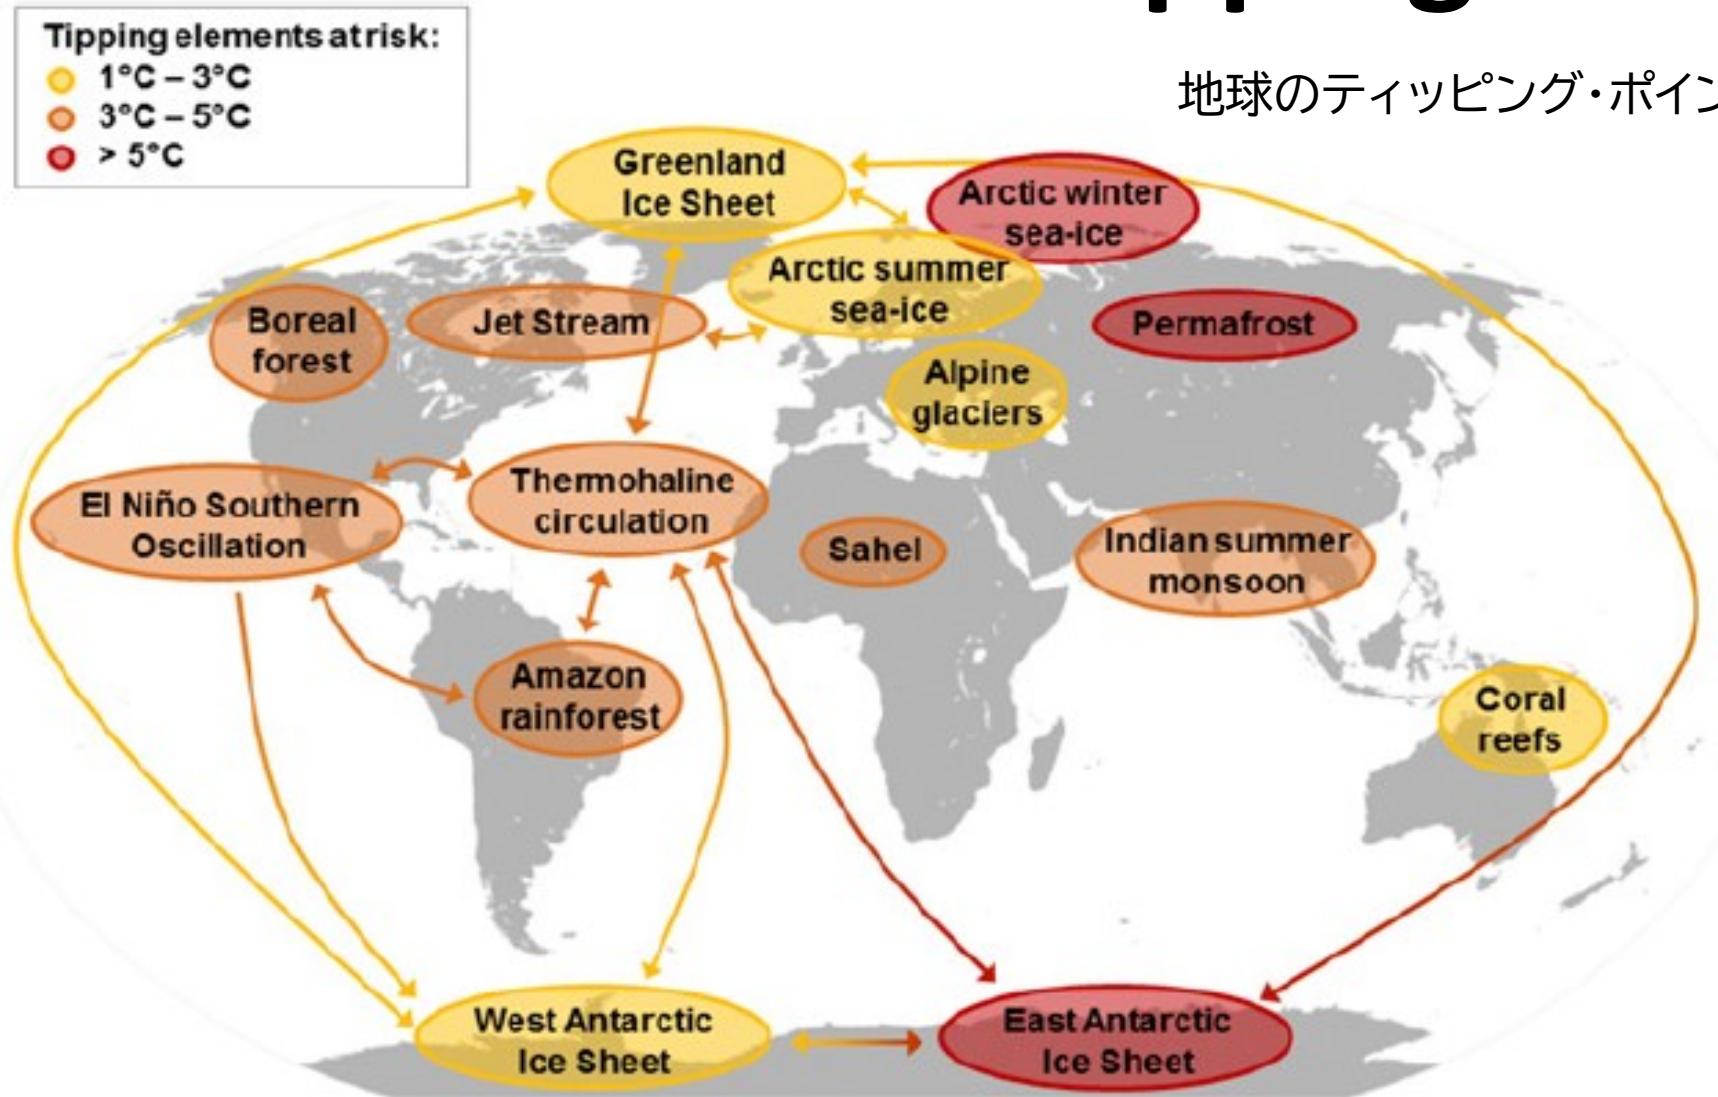 pping
地球のティッピング・ポイン
Tipping elements at risk:
1°C – 3°C
3°C – 5°C
> 5°C
Greenland
Ice Sheet
Arctic winter
sea-ice
Arctic summer
sea-ice
Boreal
forest
Jet Stream
Permafrost
Alpine
glaciers
El Niño Southern
Oscillation
Thermohaline
circulation
Sahel
Indian summer
monsoon
Amazon
rainforest
Coral
reefs
West Antarctic
Ice Sheet
East Antarctic
Ice Sheet